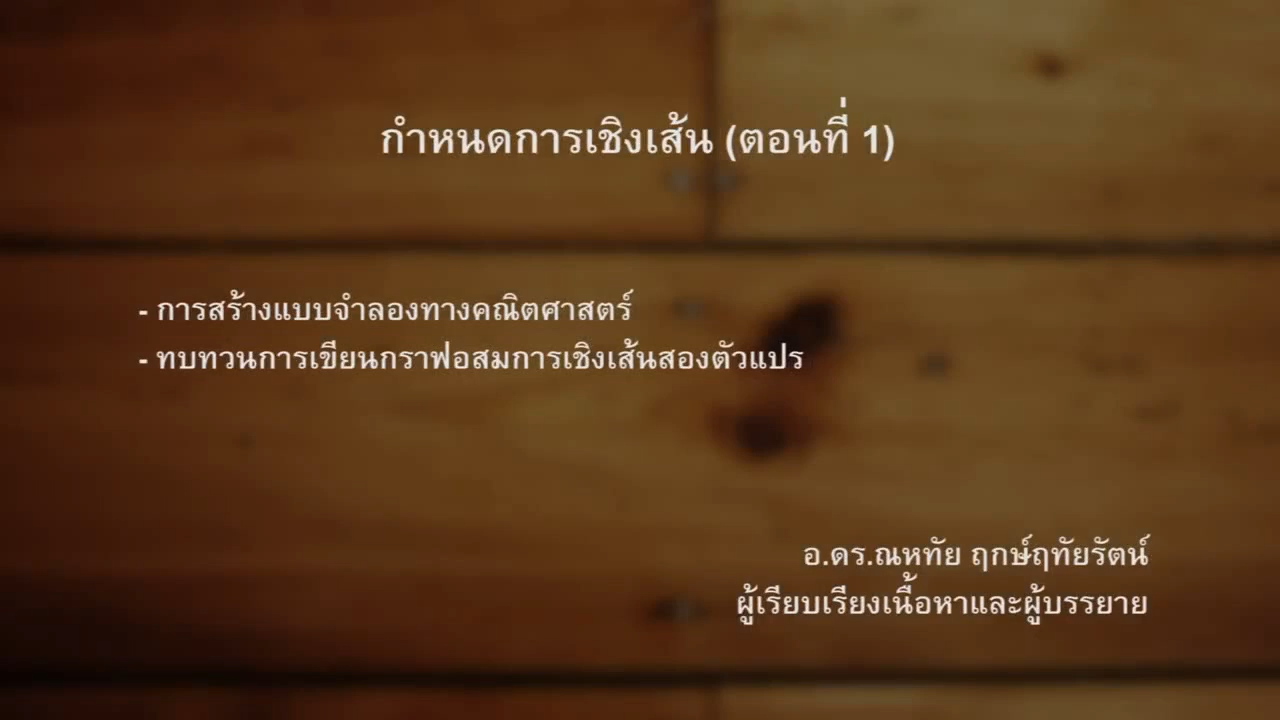 กำหนดการเชิงเส้น (ตอนที่ 1)
- การสร้างแบบจำลองทางคณิตศาสตร์
- ทบทวนการเขียนกราฟอสมการเชิงเส้นสองตัวแปร
อ.ดร.ณหทัย ฤกษ์ฤทัยรัตน์
ผู้เรียบเรียงเนื้อหาและผู้บรรยาย